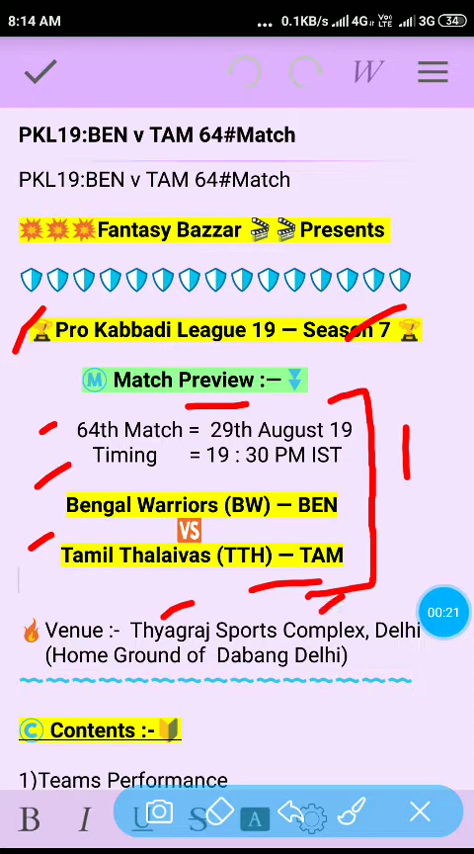 8:14 AM
... 0.1KB/s 4G VoLTE 3G 34
W
PKL19:BEN v TAM 64#Match
PKL19:BEN v TAM 64#Match
💥💥💥Fantasy Bazzar 🎬 🎬Presents
🛡🛡🛡🛡🛡🛡🛡🛡🛡🛡🛡🛡🛡🛡🛡
🏆Pro Kabbadi League 19 — Season 7 🏆
Ⓜ Match Preview :— ⏬
64th Match = 29th August 19
Timing = 19 : 30 PM IST
Bengal Warriors (BW) — BEN
🆚
Tamil Thalaivas (TTH) — TAM
00:21
🔥Venue :- Thyagraj Sports Complex, Delhi
(Home Ground of Dabang Delhi)
〰〰〰〰〰〰〰〰〰〰〰〰〰〰〰
© Contents :-🔰
1)Teams Performance
B I U S A